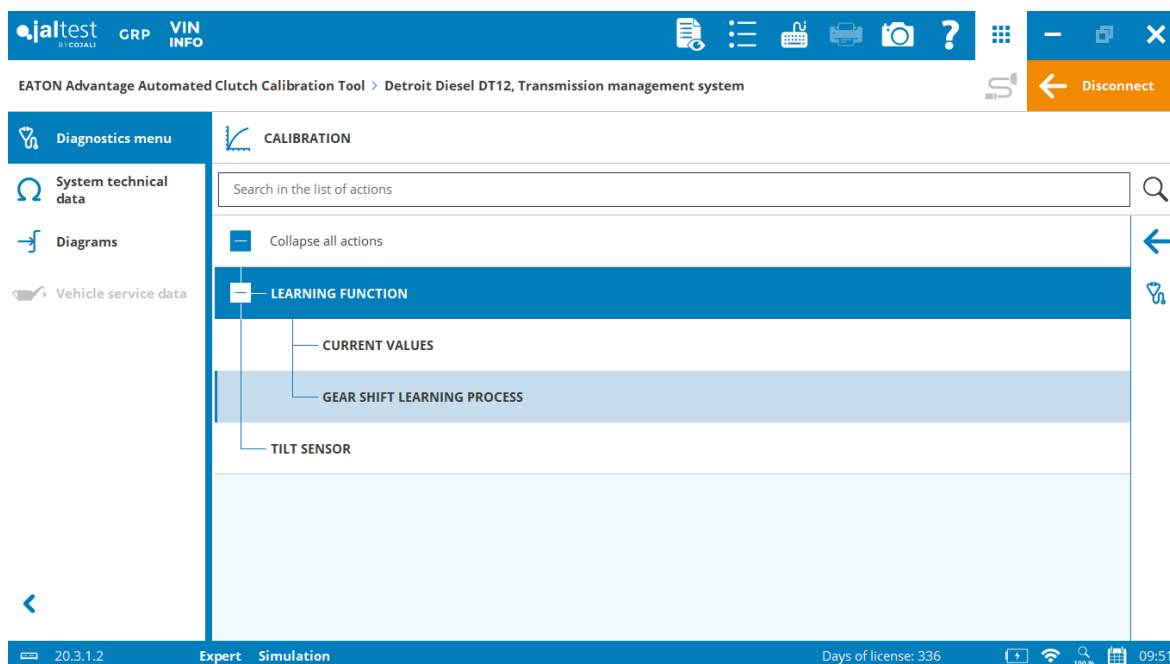 jaltest GRP VIN INFO
BY COJALI
EATON Advantage Automated Clutch Calibration Tool > Detroit Diesel DT12, Transmission management system
Disconnect
Diagnostics menu
CALIBRATION
System technical data
Search in the list of actions
Diagrams
Collapse all actions
Vehicle service data
LEARNING FUNCTION
CURRENT VALUES
GEAR SHIFT LEARNING PROCESS
TILT SENSOR
20.3.1.2 Expert Simulation Days of license: 336 100 % 09:51